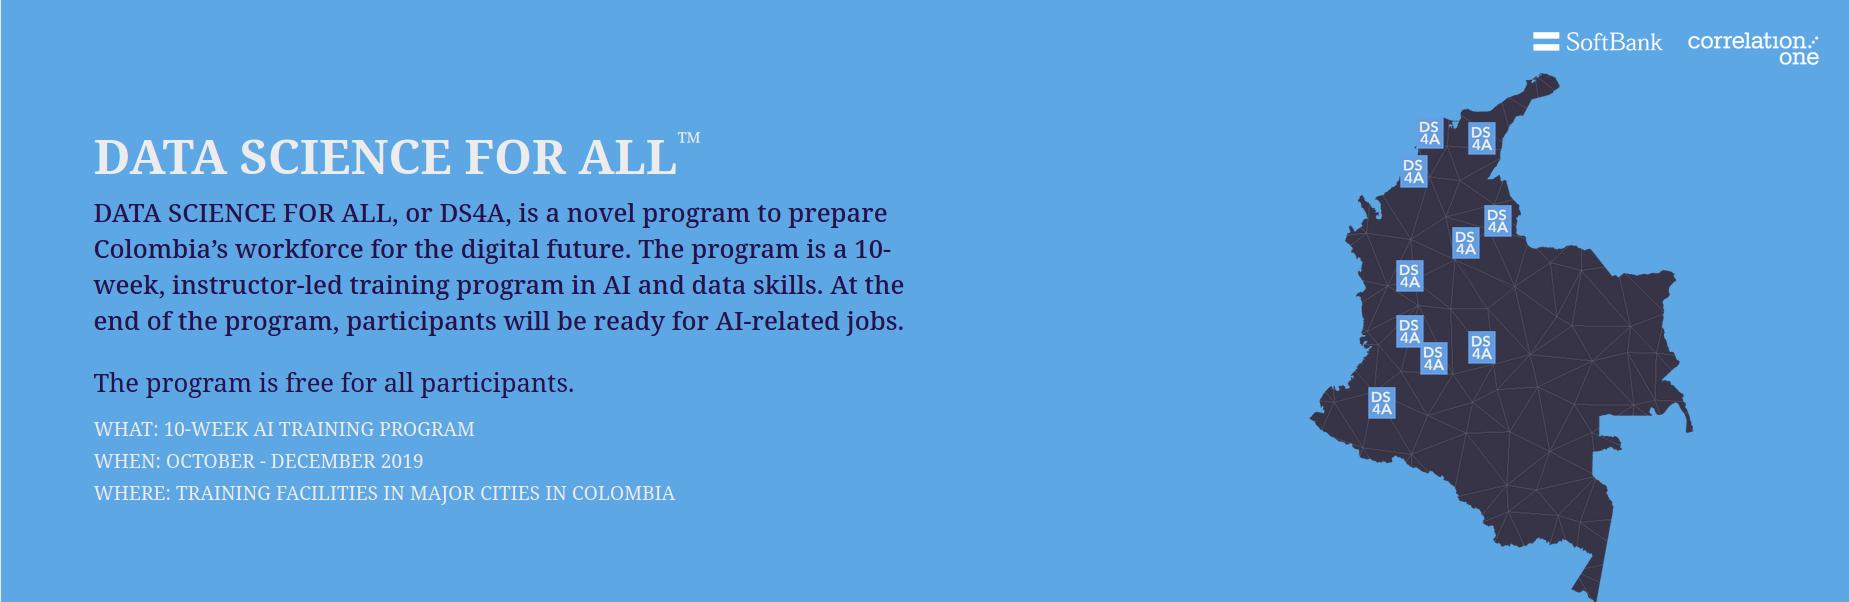 SoftBank
correlation
one
DATA SCIENCE FOR ALL™
DATA SCIENCE FOR ALL, or DS4A, is a novel program to prepare
Colombia’s workforce for the digital future. The program is a 10-
week, instructor-led training program in AI and data skills. At the
end of the program, participants will be ready for AI-related jobs.
The program is free for all participants.
WHAT: 10-WEEK AI TRAINING PROGRAM
WHEN: OCTOBER - DECEMBER 2019
WHERE: TRAINING FACILITIES IN MAJOR CITIES IN COLOMBIA
DS
4A
DS
4A
DS
4A
DS
4A
DS
4A
DS
4A
DS
4A
DS
4A
DS
4A
DS
4A